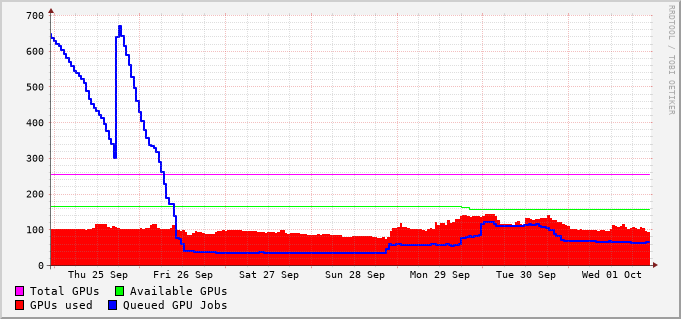 700
600
500
400
300
200
100
0
Thu 25 Sep Fri 26 Sep Sat 27 Sep Sun 28 Sep Mon 29 Sep Tue 30 Sep Wed 01 Oct
Total GPUs Available GPUs
GPUs used Queued GPU Jobs
RRDTOOL / TOBI OETIKER